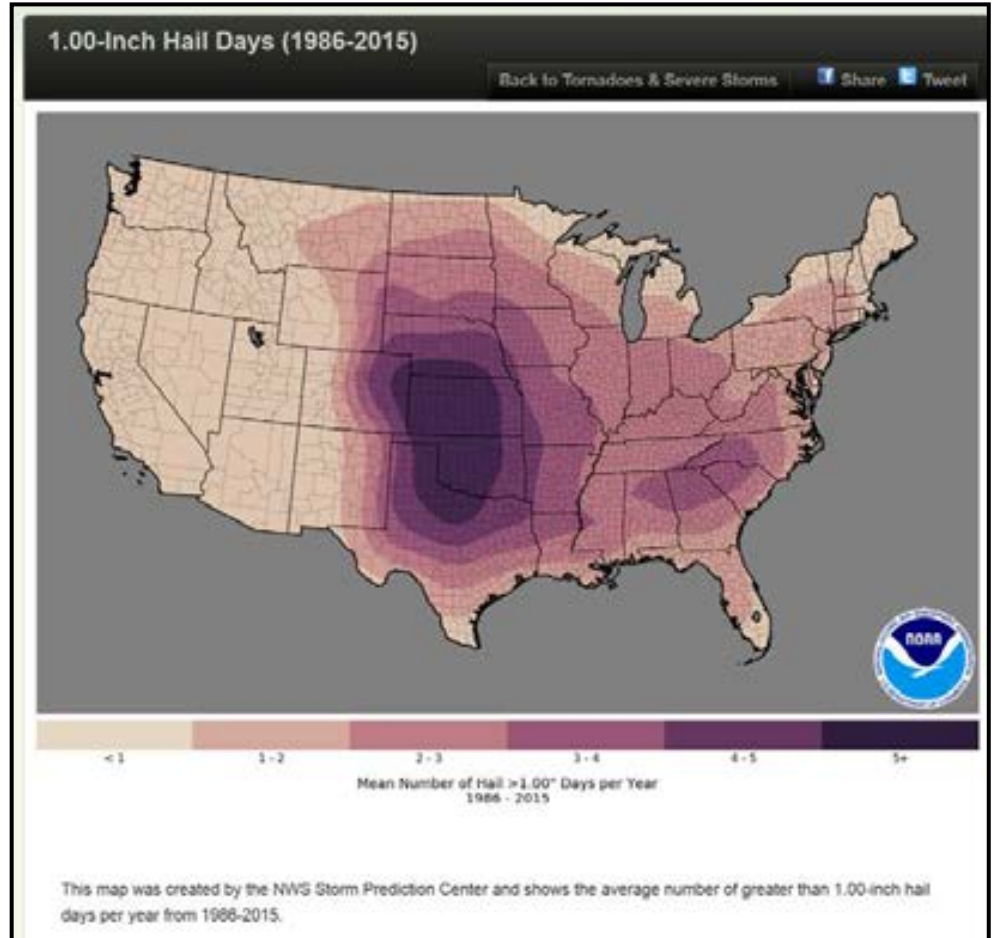 1.00-Inch Hail Days (1986-2015)
Back to Tornadoes & Severe Storms Share Tweet
NOAA
<1 1-2 2-3 3-4 4-5 5+
Mean Number of Hail >1.00" Days per Year
1986 - 2015
This map was created by the NWS Storm Prediction Center and shows the average number of greater than 1.00-inch hail
days per year from 1986-2015.